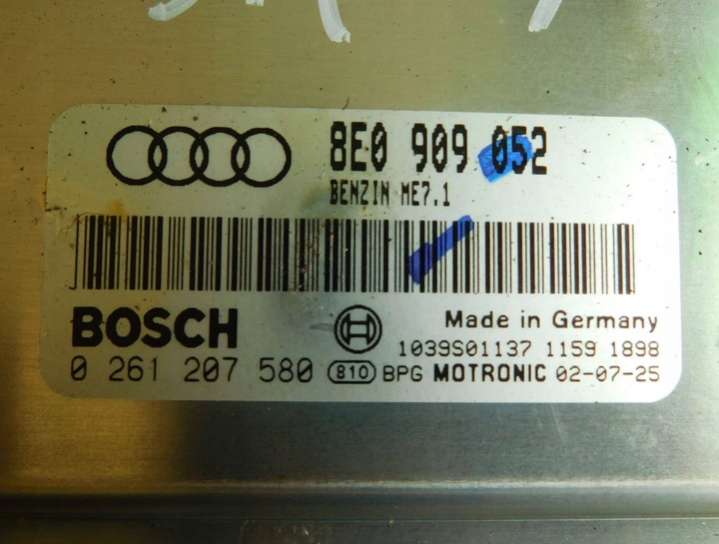 8E0 909 052
BENZIN ME7.1
BOSCH
Made in Germany
1039S01137 1159 1898
0 261 207 580 810 BPG MOTRONIC 02-07-25